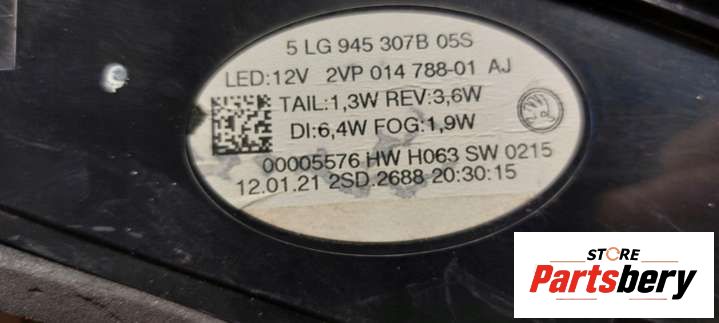 5 LG 945 307B 05S
LED:12V 2VP 014 788-01 AJ
TAIL:1,3W REV:3,6W
DI:6,4W FOG:1,9W
00005576 HW H063 SW 0215
12.01.21 2SD.2688 20:30:15
STORE
Partsbery